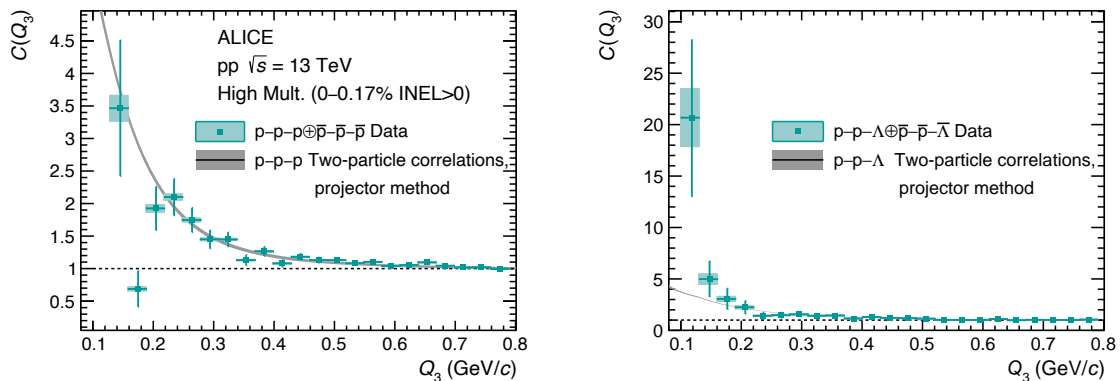 C(Q₃)
4.5
4
3.5
3
2.5
2
1.5
1
0.5
ALICE
pp √s = 13 TeV
High Mult. (0–0.17% INEL>0)
p–p–p⊕p̅–p̅–p̅ Data
p–p–p Two-particle correlations,
projector method
0.1 0.2 0.3 0.4 0.5 0.6 0.7 0.8
Q₃ (GeV/c)
C(Q₃)
30
25
20
15
10
5
0
p–p–Λ⊕p̅–p̅–Λ̅ Data
p–p–Λ Two-particle correlations,
projector method
0.1 0.2 0.3 0.4 0.5 0.6 0.7 0.8
Q₃ (GeV/c)